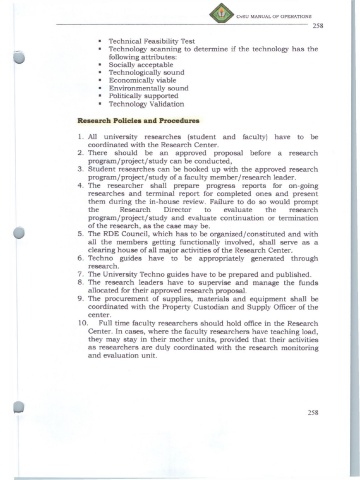 CvSU MANUAL OF OPERATIONS
258
▪ Technical Feasibility Test
▪ Technology scanning to determine if the technology has the
following attributes:
▪ Socially acceptable
▪ Technologically sound
▪ Economically viable
▪ Environmentally sound
▪ Politically supported
▪ Technology Validation
Research Policies and Procedures
1. All university researches (student and faculty) have to be
coordinated with the Research Center.
2. There should be an approved proposal before a research
program/project/study can be conducted,
3. Student researches can be hooked up with the approved research
program/project/study of a faculty member/research leader.
4. The researcher shall prepare progress reports for on-going
researches and terminal report for completed ones and present
them during the in-house review. Failure to do so would prompt
the Research Director to evaluate the research
program/project/study and evaluate continuation or termination
of the research, as the case may be.
5. The RDE Council, which has to be organized/constituted and with
all the members getting functionally involved, shall serve as a
clearing house of all major activities of the Research Center.
6. Techno guides have to be appropriately generated through
research.
7. The University Techno guides have to be prepared and published.
8. The research leaders have to supervise and manage the funds
allocated for their approved research proposal.
9. The procurement of supplies, materials and equipment shall be
coordinated with the Property Custodian and Supply Officer of the
center.
10. Full time faculty researchers should hold office in the Research
Center. In cases, where the faculty researchers have teaching load,
they may stay in their mother units, provided that their activities
as researchers are duly coordinated with the research monitoring
and evaluation unit.
258